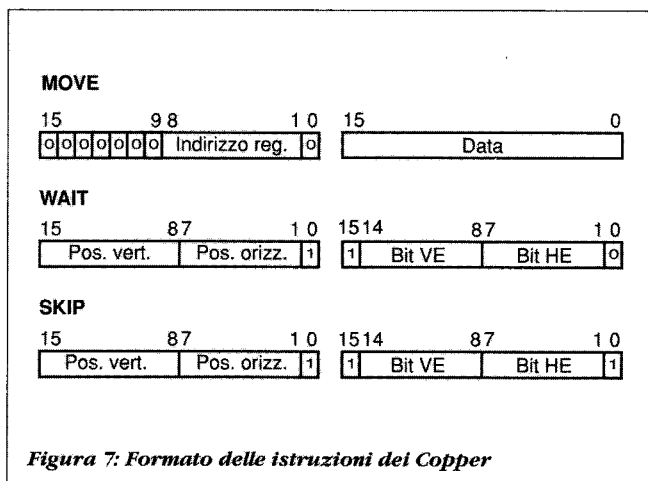 MOVE
15 9 8 1 0 15 0
0 0 0 0 0 0 0 Indirizzo reg. 0 Data
WAIT
15 8 7 1 0 15 14 8 7 1 0
Pos. vert. Pos. orizz. 1 1 Bit VE Bit HE 0
SKIP
15 8 7 1 0 15 14 8 7 1 0
Pos. vert. Pos. orizz. 1 1 Bit VE Bit HE 1
Figura 7: Formato delle istruzioni dei Copper